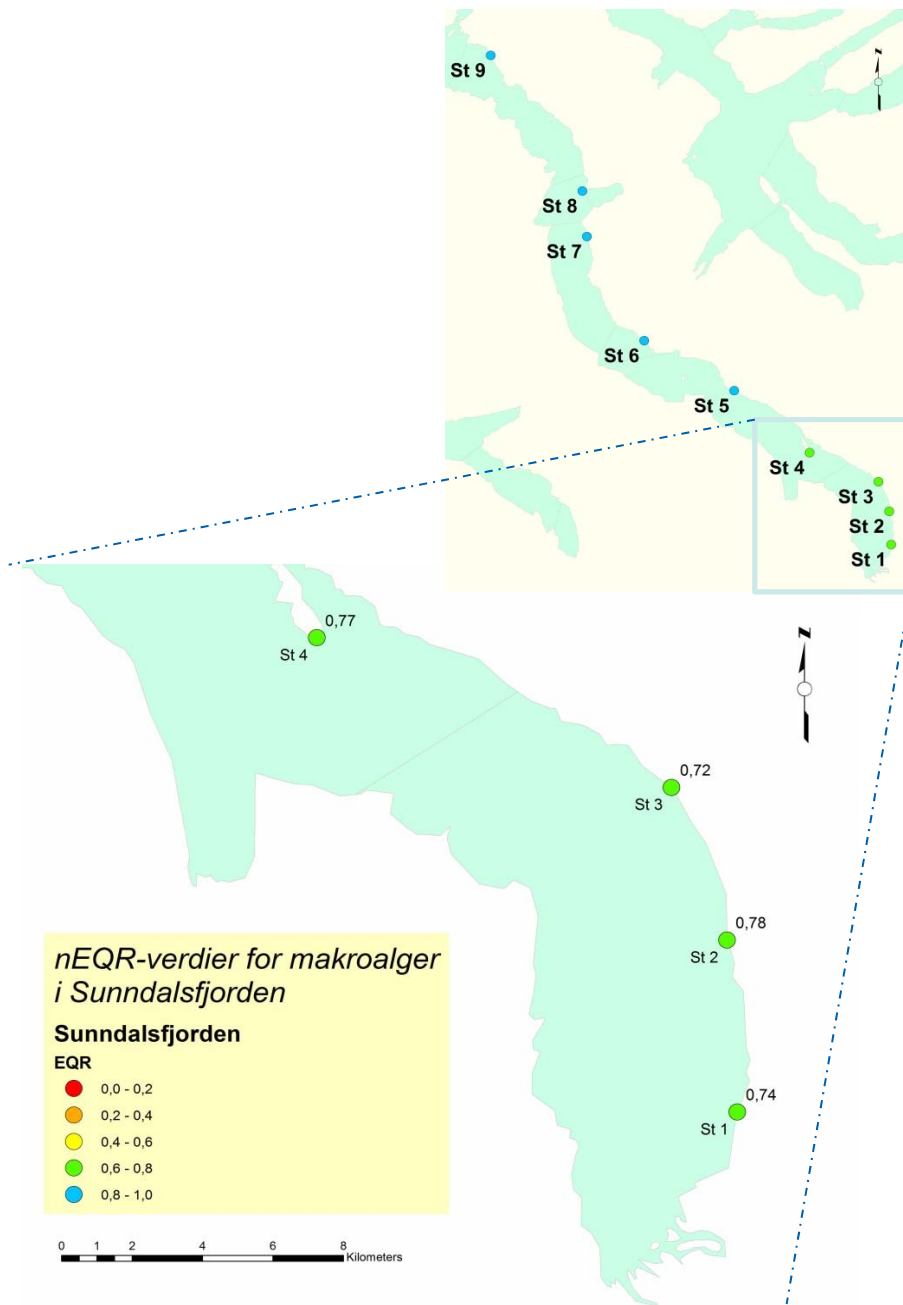 St 9
St 8
St 7
St 6
St 5
St 4
St 3
St 2
St 1
z
0,77
St 4
z
0,72
St 3
0,78
St 2
0,74
St 1
nEQR-verdier for makroalger
i Sunndalsfjorden
Sunndalsfjorden
EQR
0,0 - 0,2
0,2 - 0,4
0,4 - 0,6
0,6 - 0,8
0,8 - 1,0
0 1 2 4 6 8
Kilometers